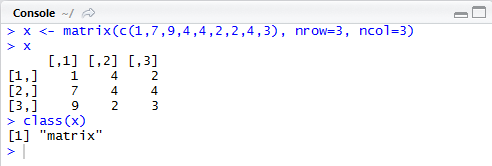 Console ~/
> x <- matrix(c(1,7,9,4,4,2,2,4,3), nrow=3, ncol=3)
> x
     [,1] [,2] [,3]
[1,]    1    4    2
[2,]    7    4    4
[3,]    9    2    3
> class(x)
[1] "matrix"
>